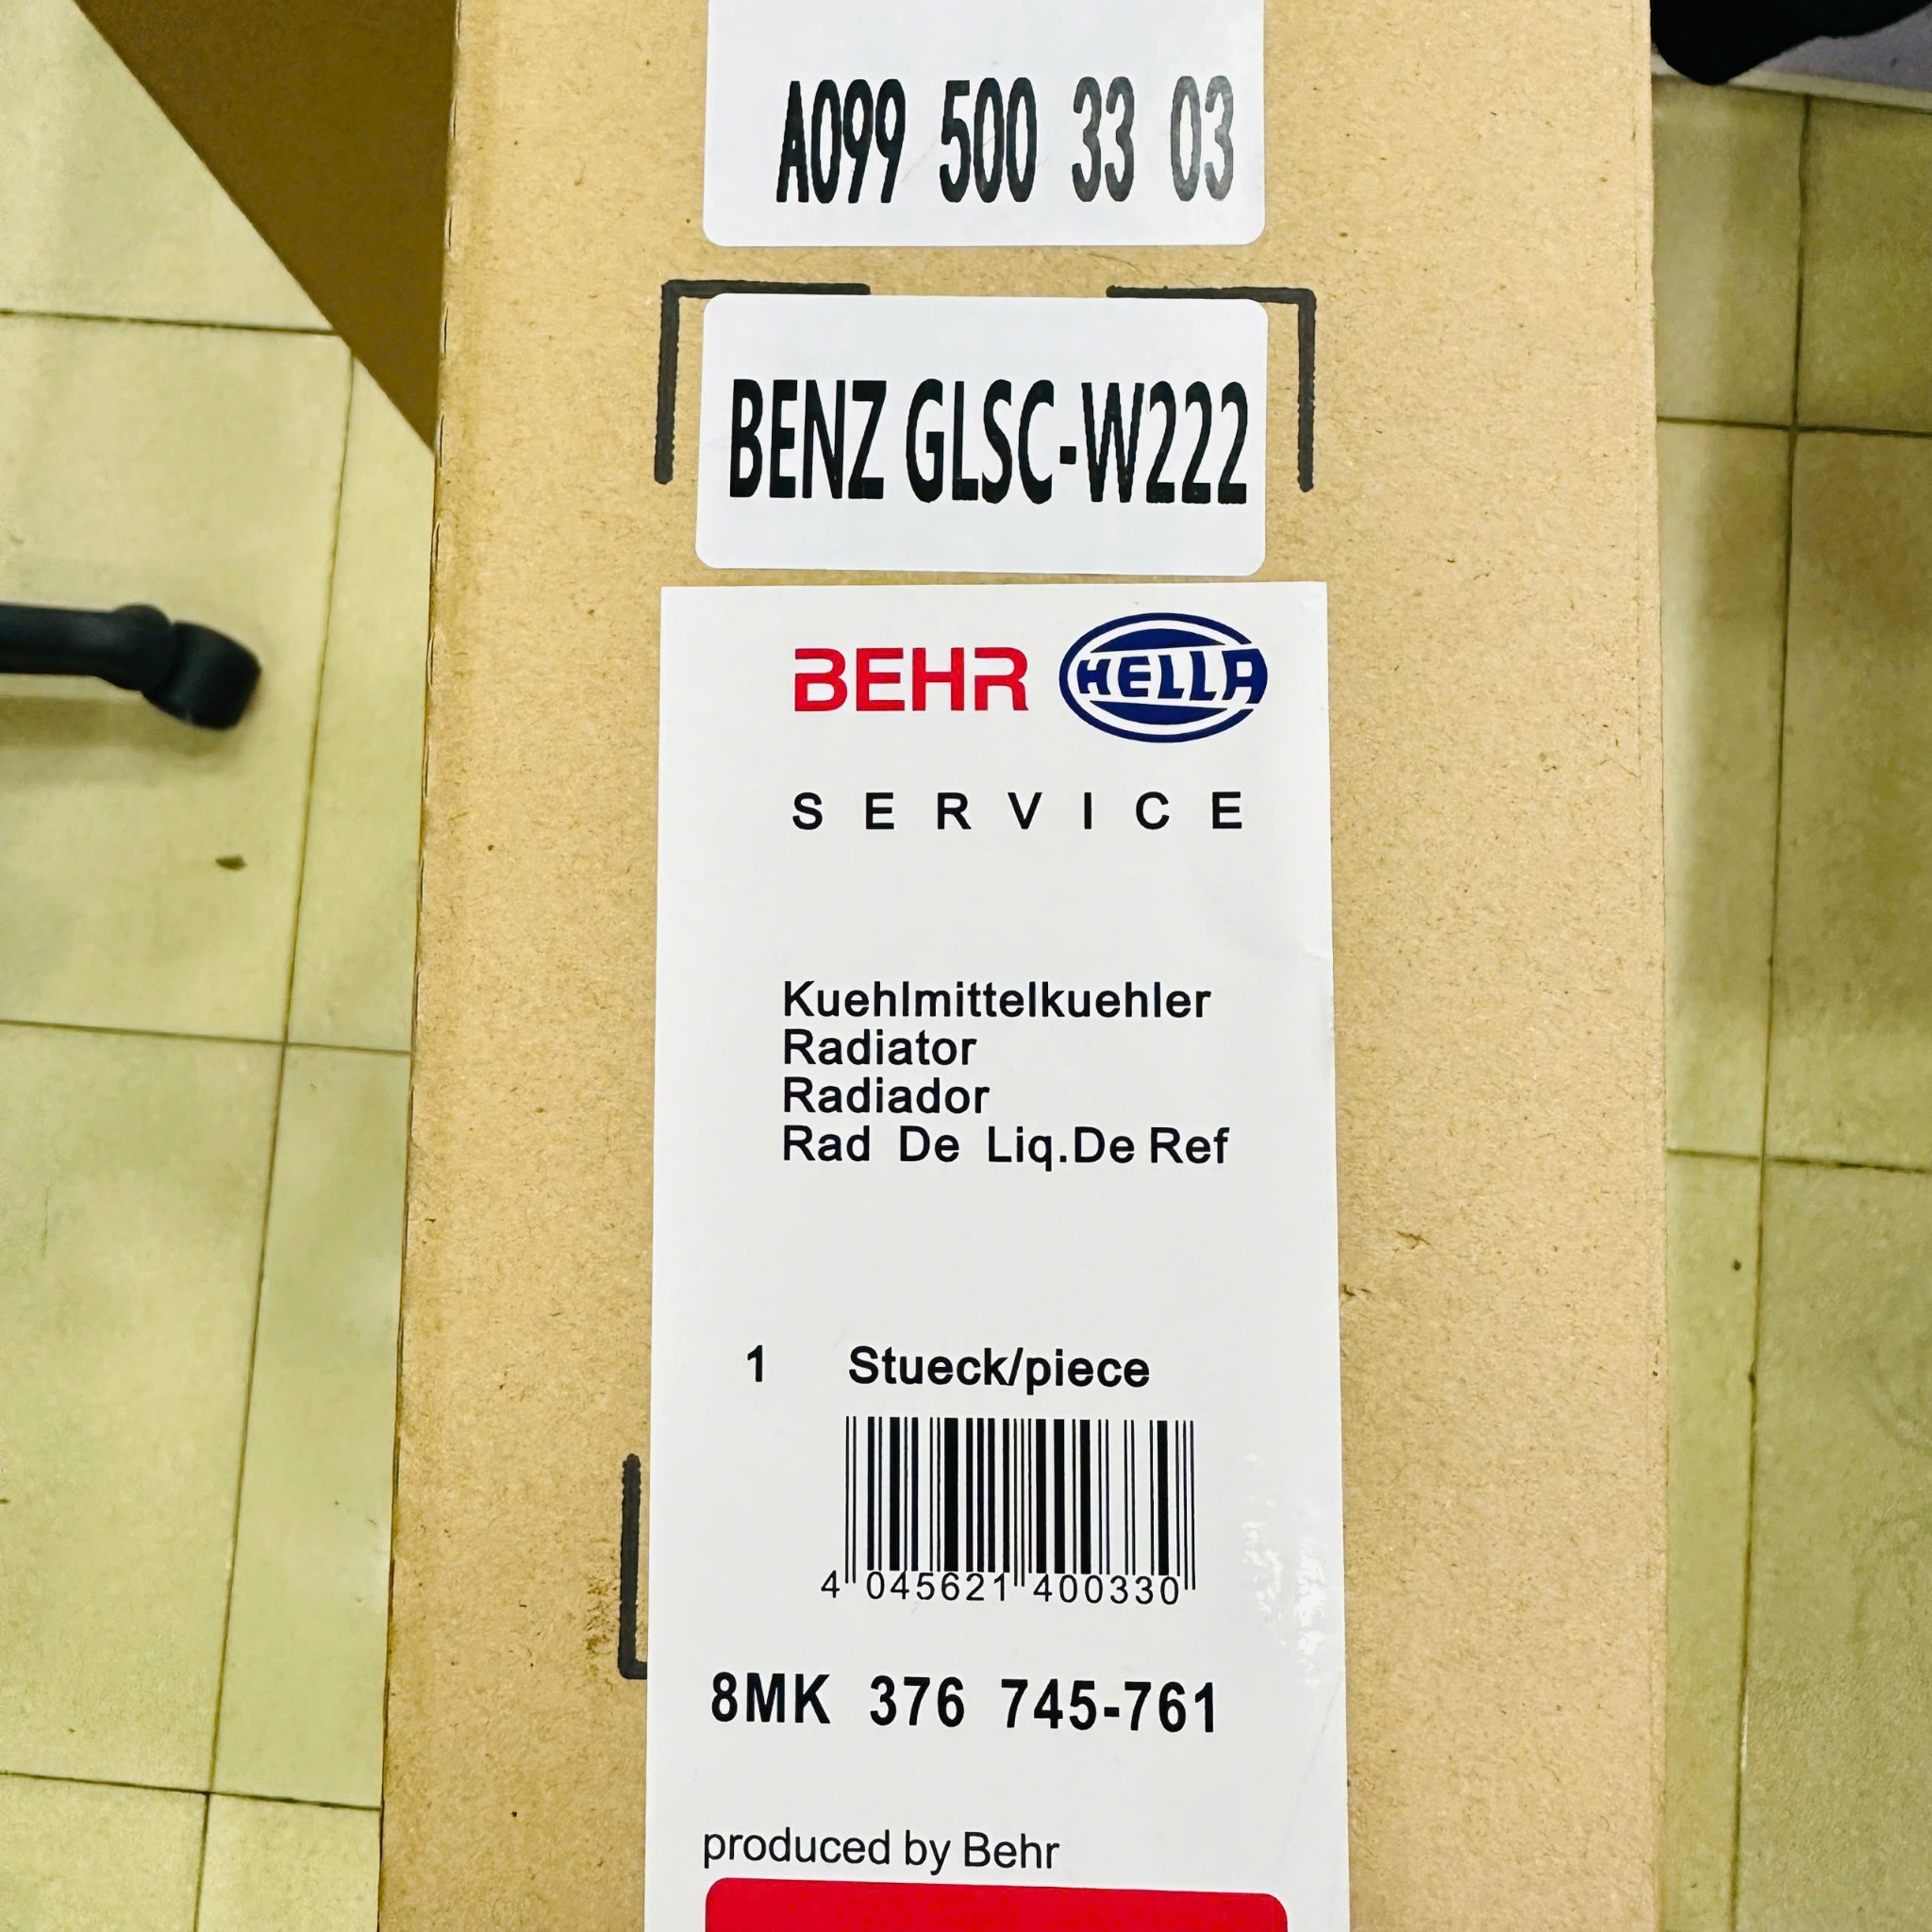 A099 500 33 03
BENZ GLSC-W222
BEHR HELLA
SERVICE
Kuehlmittelkuehler
Radiator
Radiador
Rad De Liq.De Ref
1 Stueck/piece
4 045621 400330
8MK 376 745-761
produced by Behr